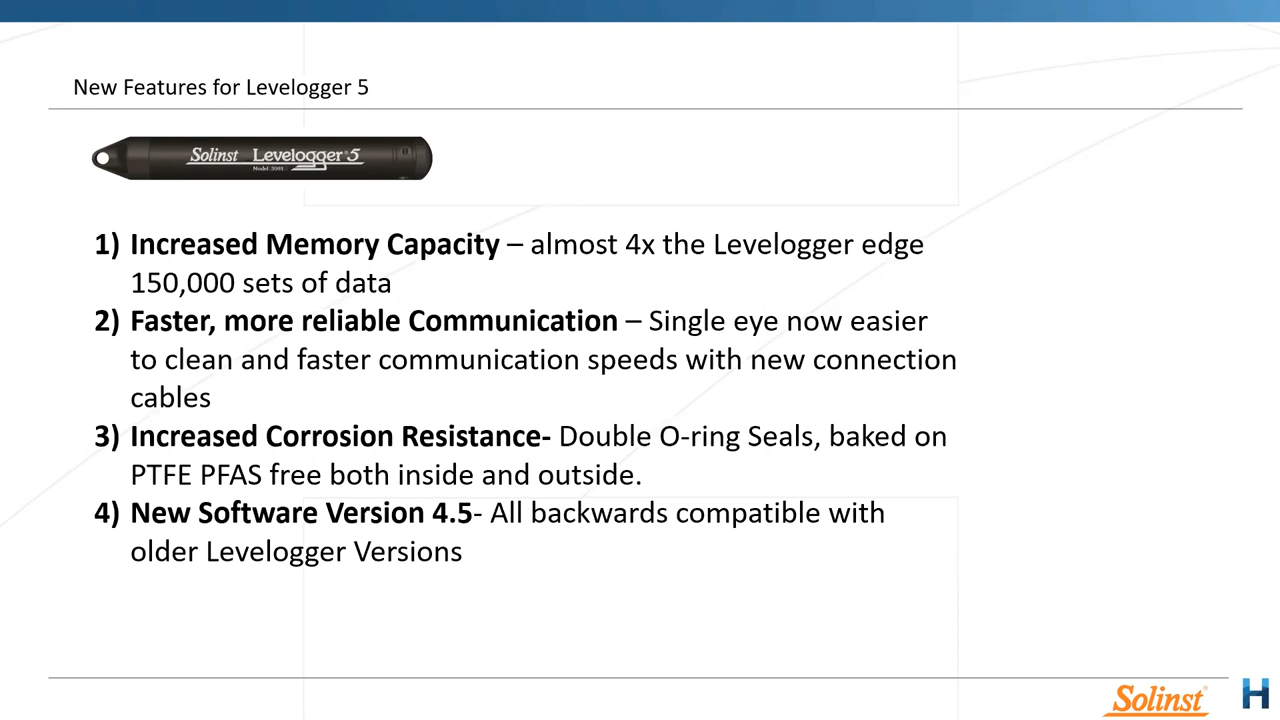 New Features for Levelogger 5
Solinst Levelogger 5
1) Increased Memory Capacity – almost 4x the Levelogger edge
150,000 sets of data
2) Faster, more reliable Communication – Single eye now easier
to clean and faster communication speeds with new connection
cables
3) Increased Corrosion Resistance- Double O-ring Seals, baked on
PTFE PFAS free both inside and outside.
4) New Software Version 4.5- All backwards compatible with
older Levelogger Versions
Solinst® H